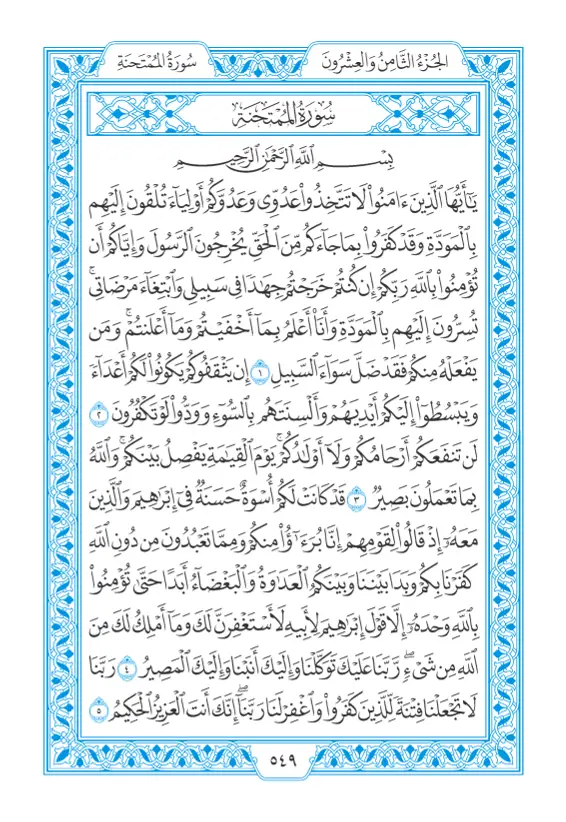 سُورَةُ المُمْتَحنَةِ
الجُزْءُ الثَّامِنُ وَالعِشْرُونَ
سُورَةُ المُمْتَحنَةِ
بِسْمِ ٱللَّهِ ٱلرَّحْمَٰنِ ٱلرَّحِيمِ
يَٰٓأَيُّهَا ٱلَّذِينَ ءَامَنُواْ لَا تَتَّخِذُواْ عَدُوِّى وَعَدُوَّكُمْ أَوْلِيَآءَ تُلْقُونَ إِلَيْهِم
بِٱلْمَوَدَّةِ وَقَدْ كَفَرُواْ بِمَا جَآءَكُم مِّنَ ٱلْحَقِّ يُخْرِجُونَ ٱلرَّسُولَ وَإِيَّاكُمْ أَن
تُؤْمِنُواْ بِٱللَّهِ رَبِّكُمْ إِن كُنتُمْ خَرَجْتُمْ جِهَٰدًا فِى سَبِيلِى وَٱبْتِغَآءَ مَرْضَاتِى ۚ
تُسِرُّونَ إِلَيْهِم بِٱلْمَوَدَّةِ وَأَنَا۠ أَعْلَمُ بِمَآ أَخْفَيْتُمْ وَمَآ أَعْلَنتُمْ ۚ وَمَن
يَفْعَلْهُ مِنكُمْ فَقَدْ ضَلَّ سَوَآءَ ٱلسَّبِيلِ ١ إِن يَثْقَفُوكُمْ يَكُونُواْ لَكُمْ أَعْدَآءً
وَيَبْسُطُوٓاْ إِلَيْكُمْ أَيْدِيَهُمْ وَأَلْسِنَتَهُم بِٱلسُّوٓءِ وَوَدُّواْ لَوْ تَكْفُرُونَ ٢
لَن تَنفَعَكُمْ أَرْحَامُكُمْ وَلَآ أَوْلَٰدُكُمْ ۚ يَوْمَ ٱلْقِيَٰمَةِ يَفْصِلُ بَيْنَكُمْ ۚ وَٱللَّهُ
بِمَا تَعْمَلُونَ بَصِيرٌ ٣ قَدْ كَانَتْ لَكُمْ أُسْوَةٌ حَسَنَةٌ فِىٓ إِبْرَٰهِيمَ وَٱلَّذِينَ
مَعَهُۥٓ إِذْ قَالُواْ لِقَوْمِهِمْ إِنَّا بُرَءَٰٓؤُاْ مِنكُمْ وَمِمَّا تَعْبُدُونَ مِن دُونِ ٱللَّهِ
كَفَرْنَا بِكُمْ وَبَدَا بَيْنَنَا وَبَيْنَكُمُ ٱلْعَدَٰوَةُ وَٱلْبَغْضَآءُ أَبَدًا حَتَّىٰ تُؤْمِنُواْ
بِٱللَّهِ وَحْدَهُۥٓ إِلَّا قَوْلَ إِبْرَٰهِيمَ لِأَبِيهِ لَأَسْتَغْفِرَنَّ لَكَ وَمَآ أَمْلِكُ لَكَ مِنَ
ٱللَّهِ مِن شَىْءٍ ۖ رَّبَّنَا عَلَيْكَ تَوَكَّلْنَا وَإِلَيْكَ أَنَبْنَا وَإِلَيْكَ ٱلْمَصِيرُ ٤ رَبَّنَا
لَا تَجْعَلْنَا فِتْنَةً لِّلَّذِينَ كَفَرُواْ وَٱغْفِرْ لَنَا رَبَّنَآ ۖ إِنَّكَ أَنتَ ٱلْعَزِيزُ ٱلْحَكِيمُ ٥
٥٤٩